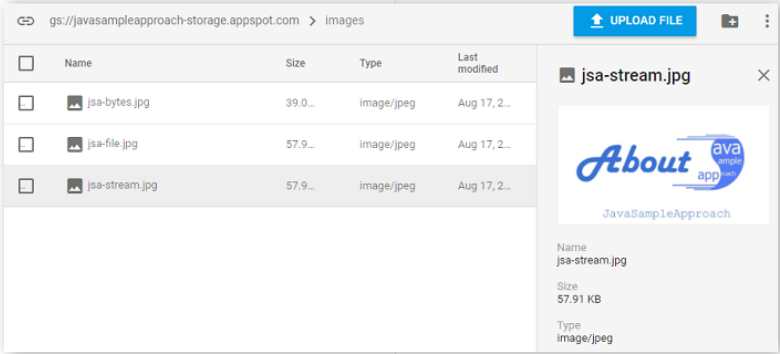 gs://javasampleapproach-storage.appspot.com > images
UPLOAD FILE
Name Size Type Last modified
jsa-bytes.jpg 39.0... image/jpeg Aug 17, 2...
jsa-file.jpg 57.9... image/jpeg Aug 17, 2...
jsa-stream.jpg 57.9... image/jpeg Aug 17, 2...
jsa-stream.jpg
About
Java
Sample
approach
JavaSampleApproach
Name
jsa-stream.jpg
Size
57.91 KB
Type
image/jpeg